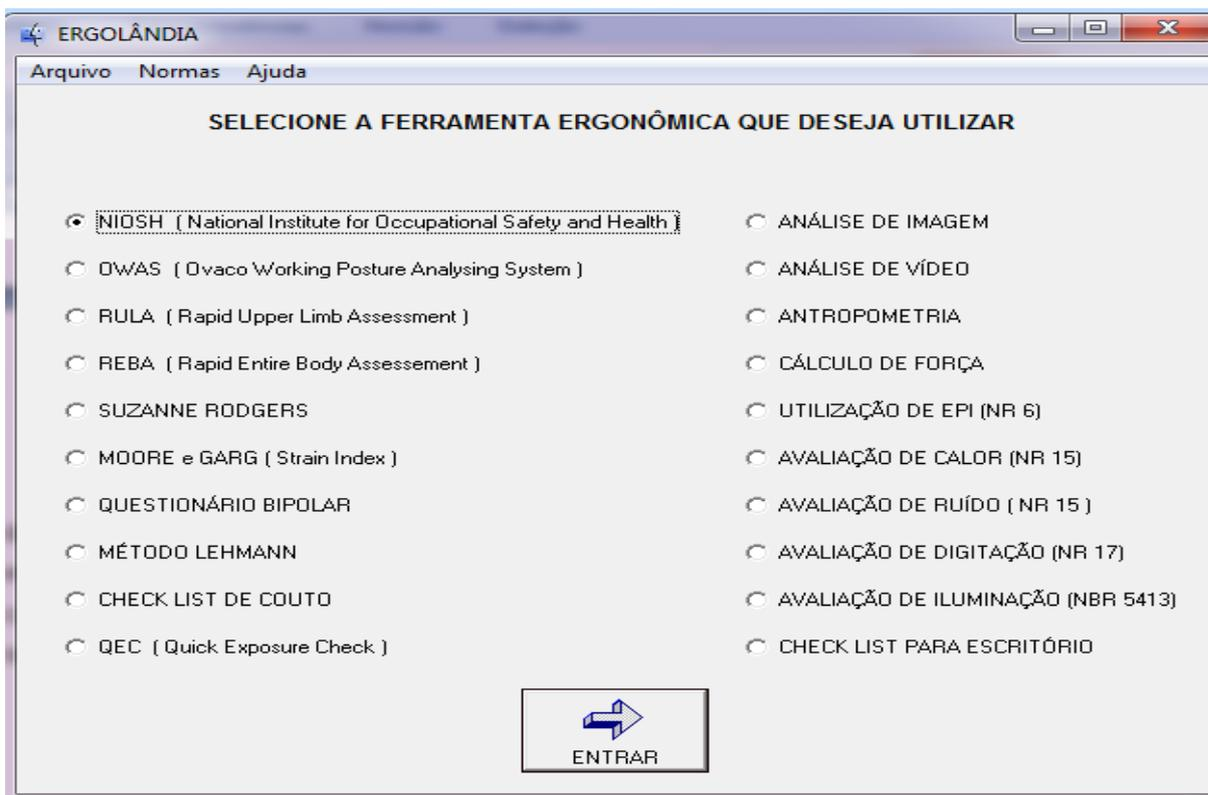 ERGOLÂNDIA
Arquivo Normas Ajuda
SELECIONE A FERRAMENTA ERGONÔMICA QUE DESEJA UTILIZAR
NIOSH ( National Institute for Occupational Safety and Health )
OWAS ( Ovaco Working Posture Analysing System )
RULA ( Rapid Upper Limb Assessment )
REBA ( Rapid Entire Body Assessement )
SUZANNE RODGERS
MOORE e GARG ( Strain Index )
QUESTIONÁRIO BIPOLAR
MÉTODO LEHMANN
CHECK LIST DE COUTO
QEC ( Quick Exposure Check )
ANÁLISE DE IMAGEM
ANÁLISE DE VÍDEO
ANTROPOMETRIA
CÁLCULO DE FORÇA
UTILIZAÇÃO DE EPI (NR 6)
AVALIAÇÃO DE CALOR (NR 15)
AVALIAÇÃO DE RUÍDO ( NR 15 )
AVALIAÇÃO DE DIGITAÇÃO (NR 17)
AVALIAÇÃO DE ILUMINAÇÃO (NBR 5413)
CHECK LIST PARA ESCRITÓRIO
ENTRAR